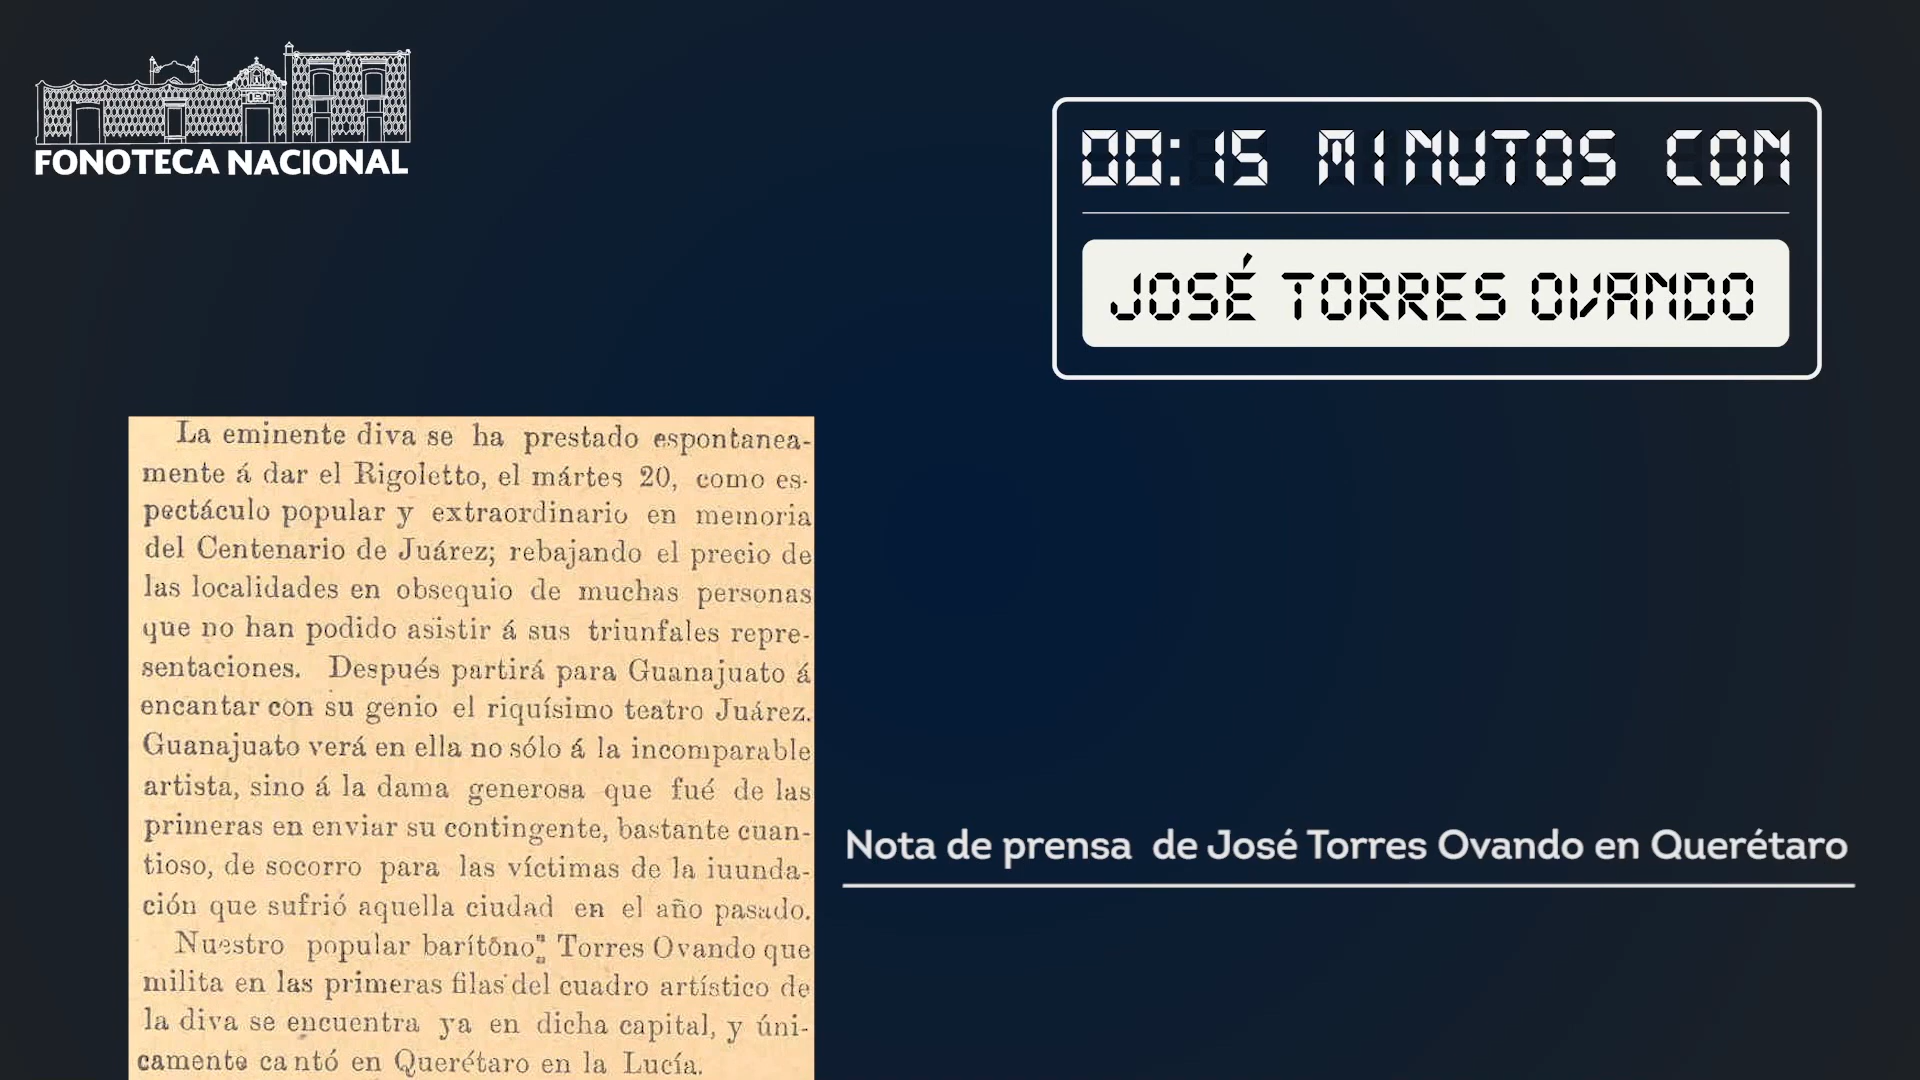 FONOTECA NACIONAL
00:15 MINUTOS CON
JOSÉ TORRES OVANDO
La eminente diva se ha prestado espontanea-
mente á dar el Rigoletto, el mártes 20, como es-
pectáculo popular y extraordinario en memoria
del Centenario de Juárez; rebajando el precio de
las localidades en obsequio de muchas personas
que no han podido asistir á sus triunfales repre-
sentaciones. Después partirá para Guanajuato á
encantar con su genio el riquísimo teatro Juárez.
Guanajuato verá en ella no sólo á la incomparable
artista, sino á la dama generosa que fué de las
primeras en enviar su contingente, bastante cuan-
tioso, de socorro para las víctimas de la iuunda-
ción que sufrió aquella ciudad en el año pasado.
Nuestro popular barítono, Torres Ovando que
milita en las primeras filas del cuadro artístico de
la diva se encuentra ya en dicha capital, y úni-
camente cantó en Querétaro en la Lucía.
Nota de prensa de José Torres Ovando en Querétaro